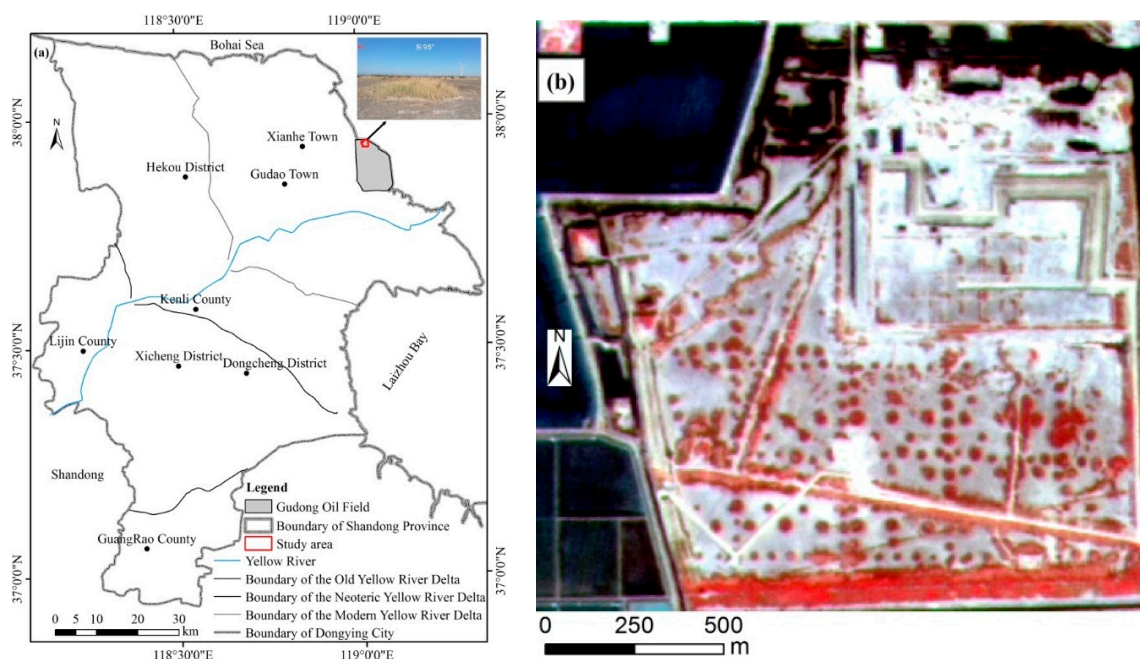 118°30'0"E
119°0'0"E
(a)
Bohai Sea
38°0'0"N
38°0'0"N
N
Xianhe Town
Hekou District
Gudao Town
Kenli County
Lijin County
37°30'0"N
37°30'0"N
Xicheng District
Dongcheng District
Laizhou Bay
Shandong
Legend
Gudong Oil Field
Boundary of Shandong Province
GuangRao County
Study area
Yellow River
37°0'0"N
37°0'0"N
Boundary of the Old Yellow River Delta
Boundary of the Neoteric Yellow River Delta
Boundary of the Modern Yellow River Delta
Boundary of Dongying City
0 5 10 20 30
km
118°30'0"E
119°0'0"E
(b)
N
0 250 500
m